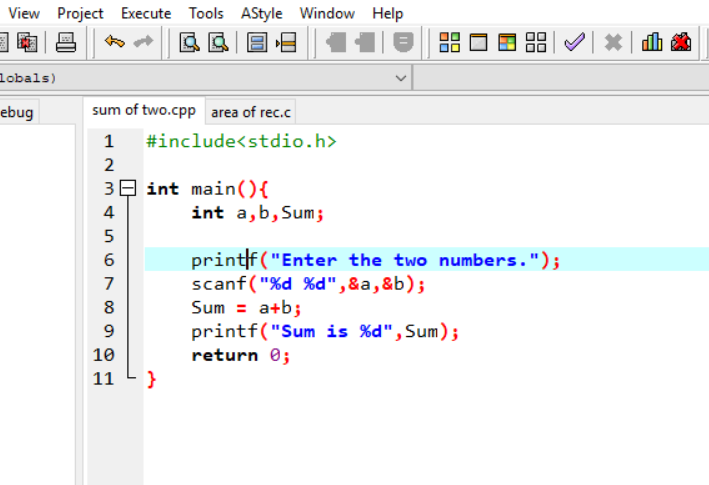 View Project Execute Tools AStyle Window Help
lobals)
ebug sum of two.cpp area of rec.c
1 #include<stdio.h>
2
3 int main(){
4 int a,b,Sum;
5
6 printf("Enter the two numbers.");
7 scanf("%d %d",&a,&b);
8 Sum = a+b;
9 printf("Sum is %d",Sum);
10 return 0;
11 }